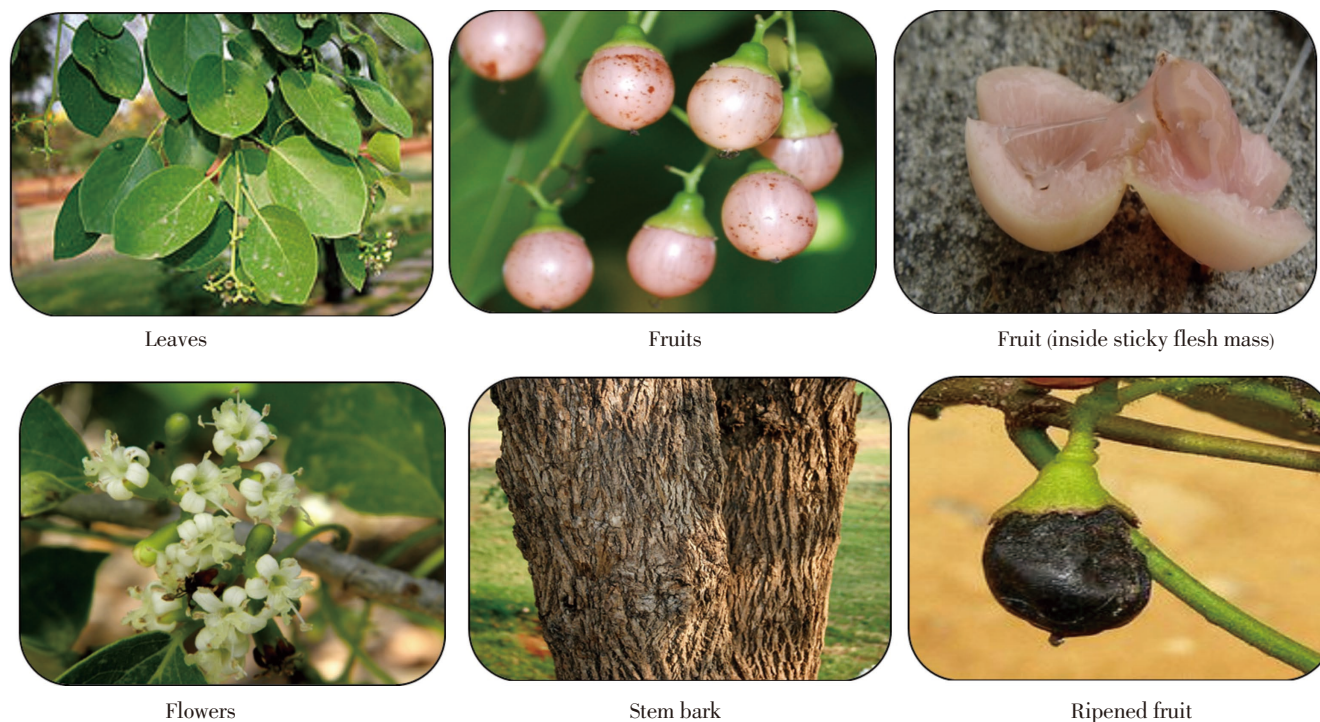 Leaves
Fruits
Fruit (inside sticky flesh mass)
Flowers
Stem bark
Ripened fruit